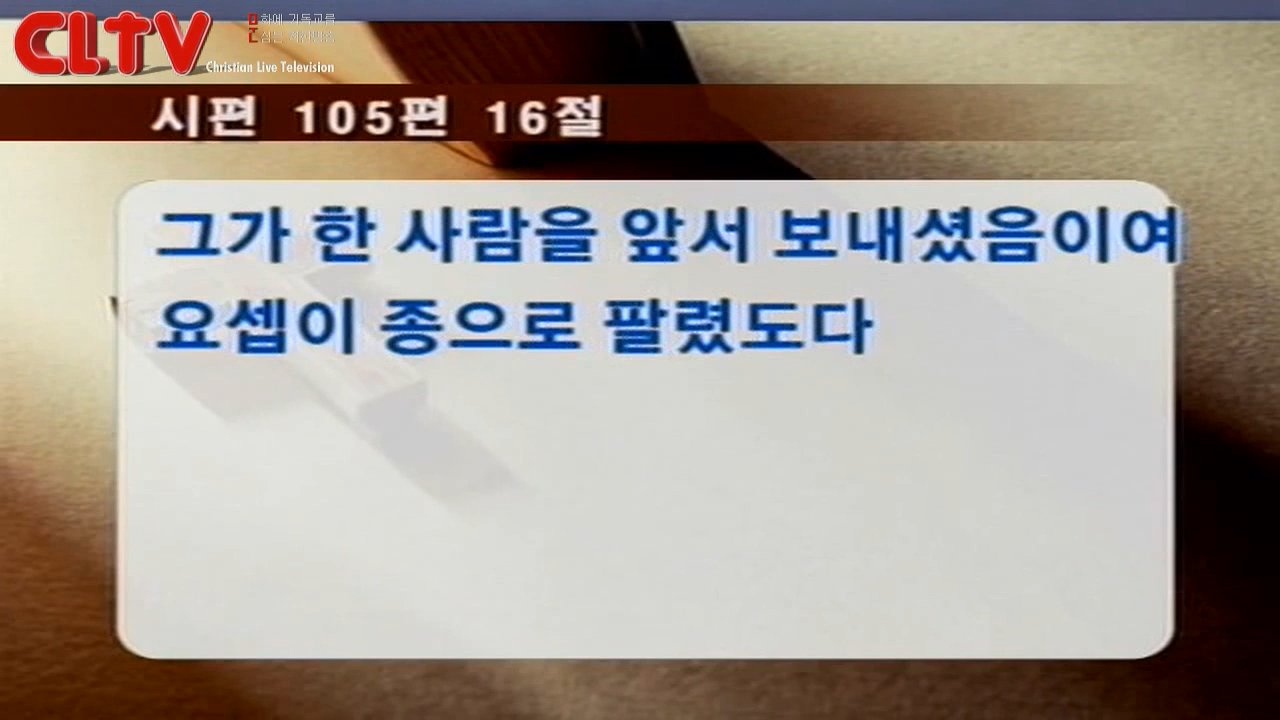 CLTV
Christian Live Television
시편 105편 16절
그가 한 사람을 앞서 보내셨음이여
요셉이 종으로 팔렸도다